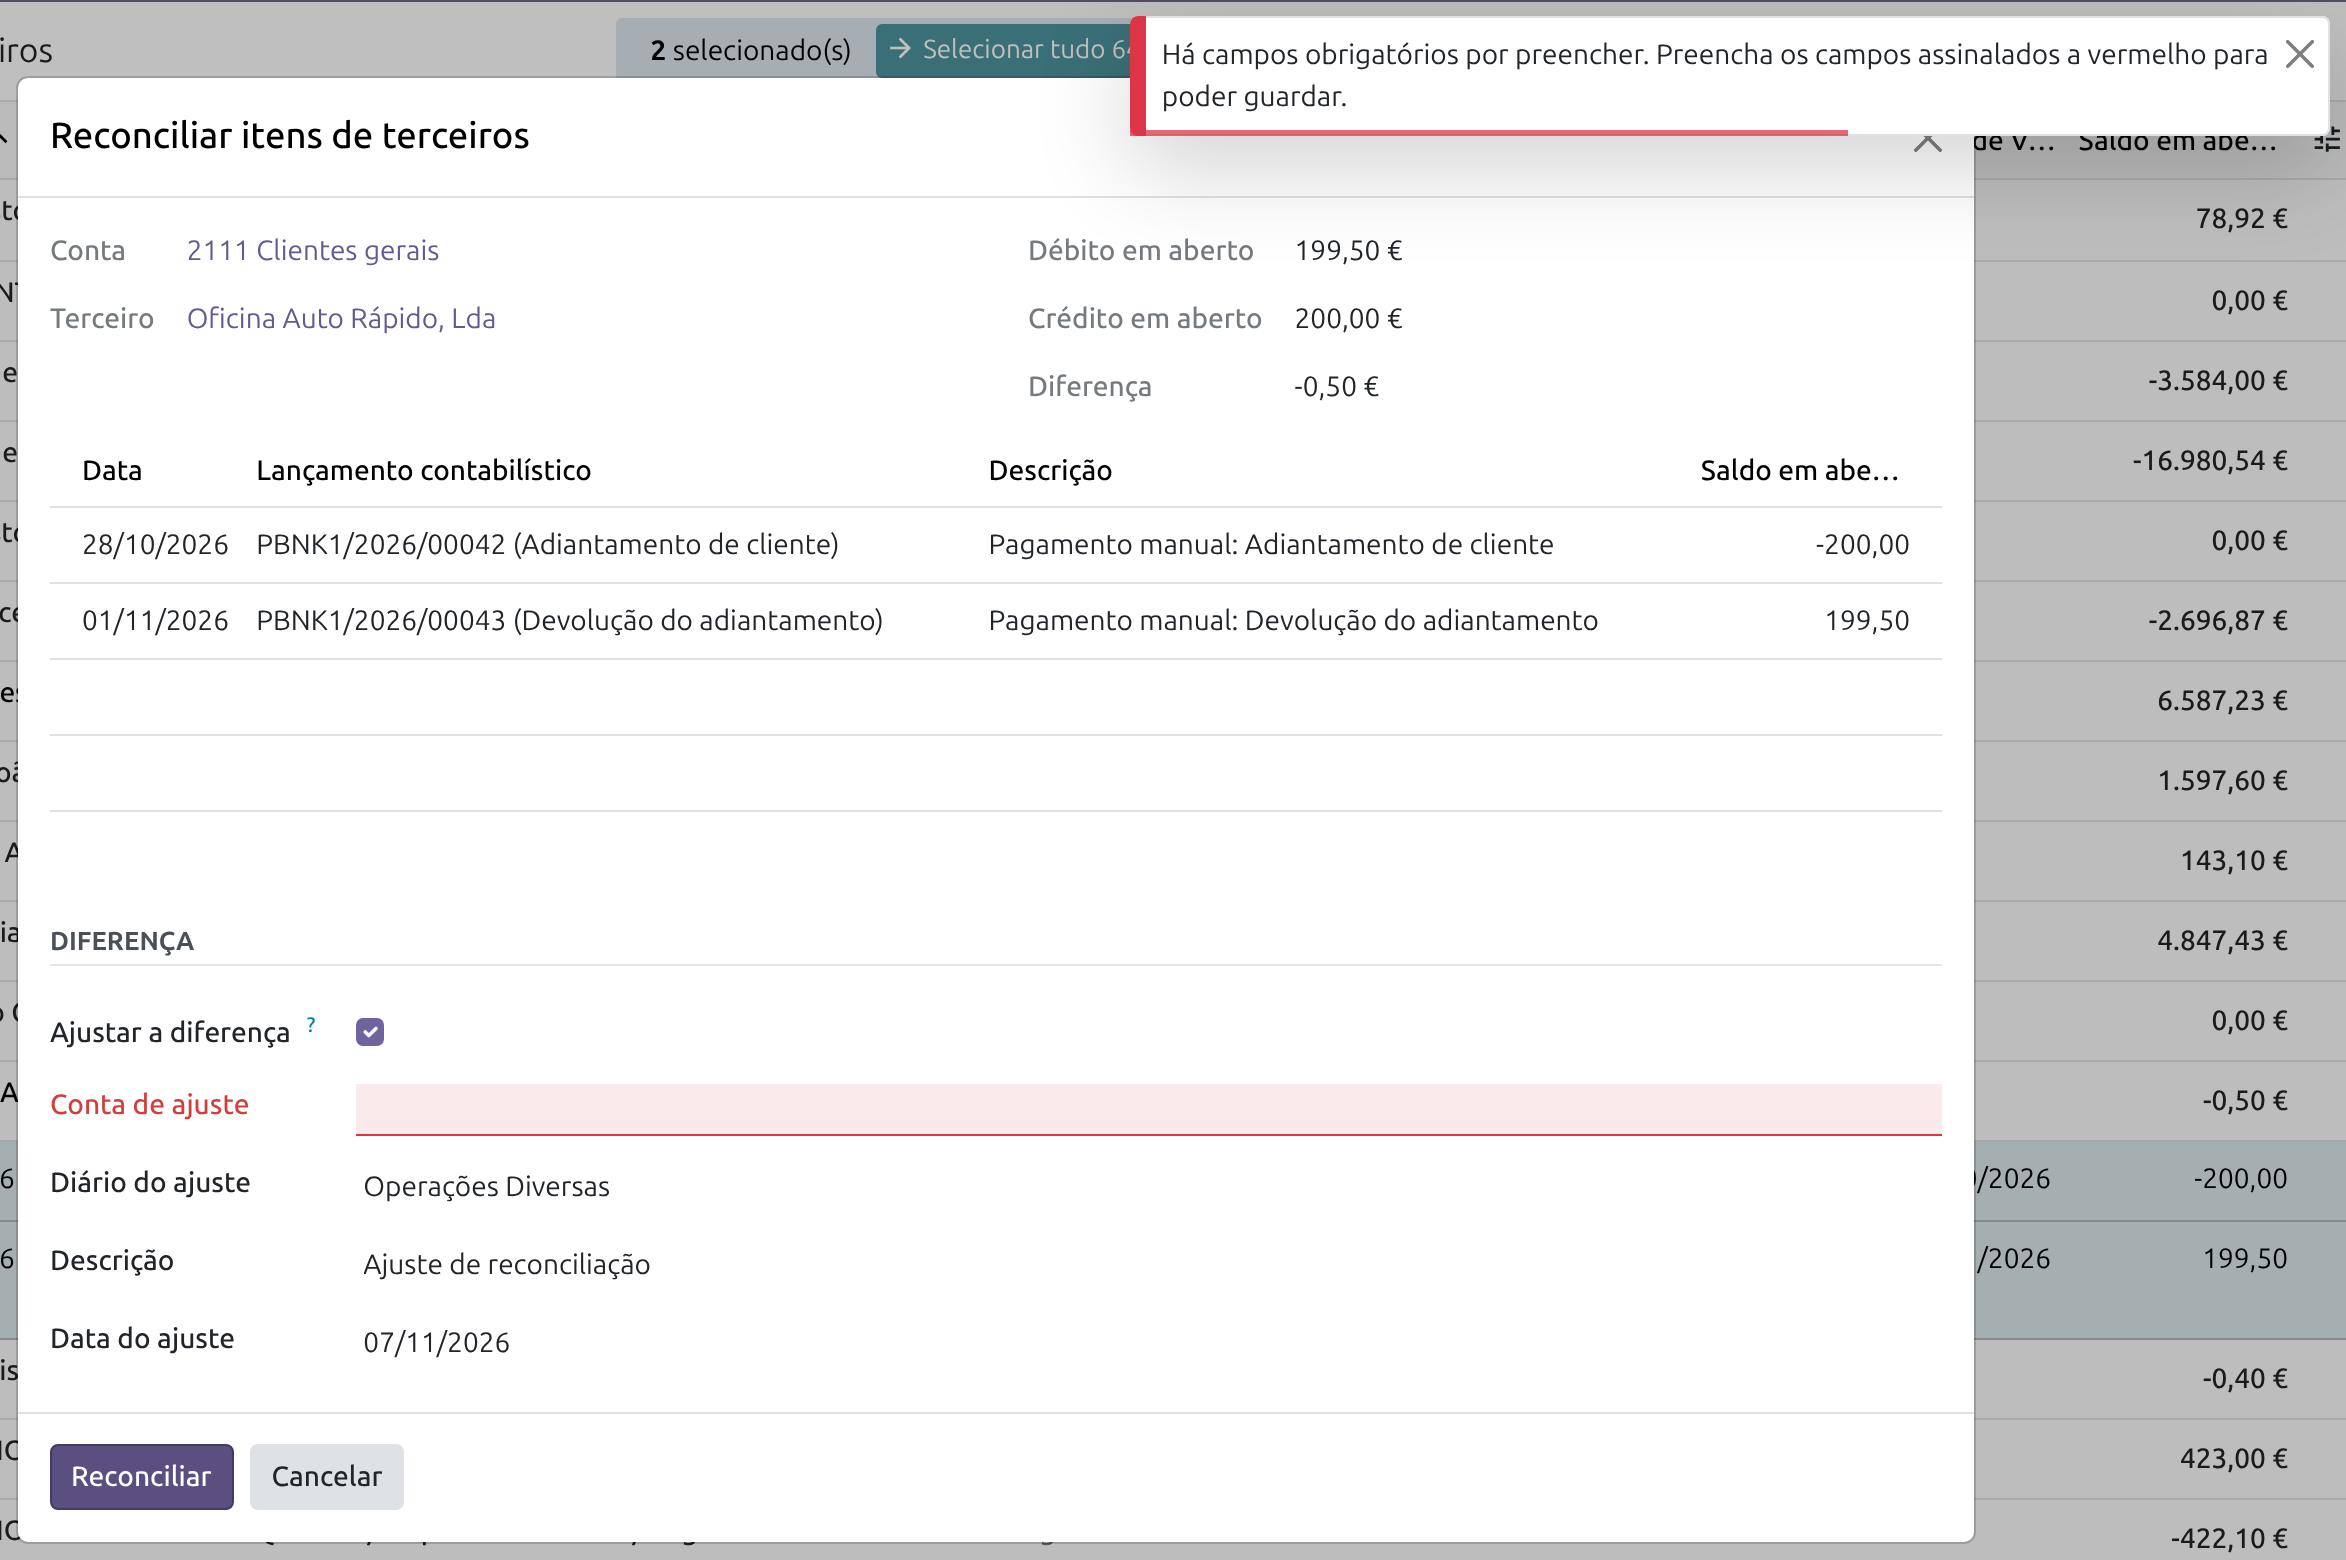 2 selecionado(s)
→ Selecionar tudo
Há campos obrigatórios por preencher. Preencha os campos assinalados a vermelho para
poder guardar.
Reconciliar itens de terceiros
de V... Saldo em abe...
Conta 2111 Clientes gerais
Terceiro Oficina Auto Rápido, Lda
Débito em aberto 199,50 €
Crédito em aberto 200,00 €
Diferença -0,50 €
Data Lançamento contabilístico Descrição Saldo em abe...
28/10/2026 PBNK1/2026/00042 (Adiantamento de cliente) Pagamento manual: Adiantamento de cliente -200,00
01/11/2026 PBNK1/2026/00043 (Devolução do adiantamento) Pagamento manual: Devolução do adiantamento 199,50
DIFERENÇA
Ajustar a diferença ?
Conta de ajuste
Diário do ajuste Operações Diversas
Descrição Ajuste de reconciliação
Data do ajuste 07/11/2026
Reconciliar Cancelar
78,92 €
0,00 €
-3.584,00 €
-16.980,54 €
0,00 €
-2.696,87 €
6.587,23 €
1.597,60 €
143,10 €
4.847,43 €
0,00 €
-0,50 €
/2026 -200,00
/2026 199,50
-0,40 €
423,00 €
-422,10 €